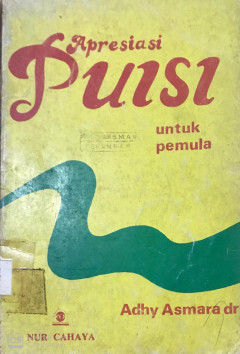 Apresiasi
PUISI
untuk
pemula
Adhy Asmara dr
NUR CAHAYA